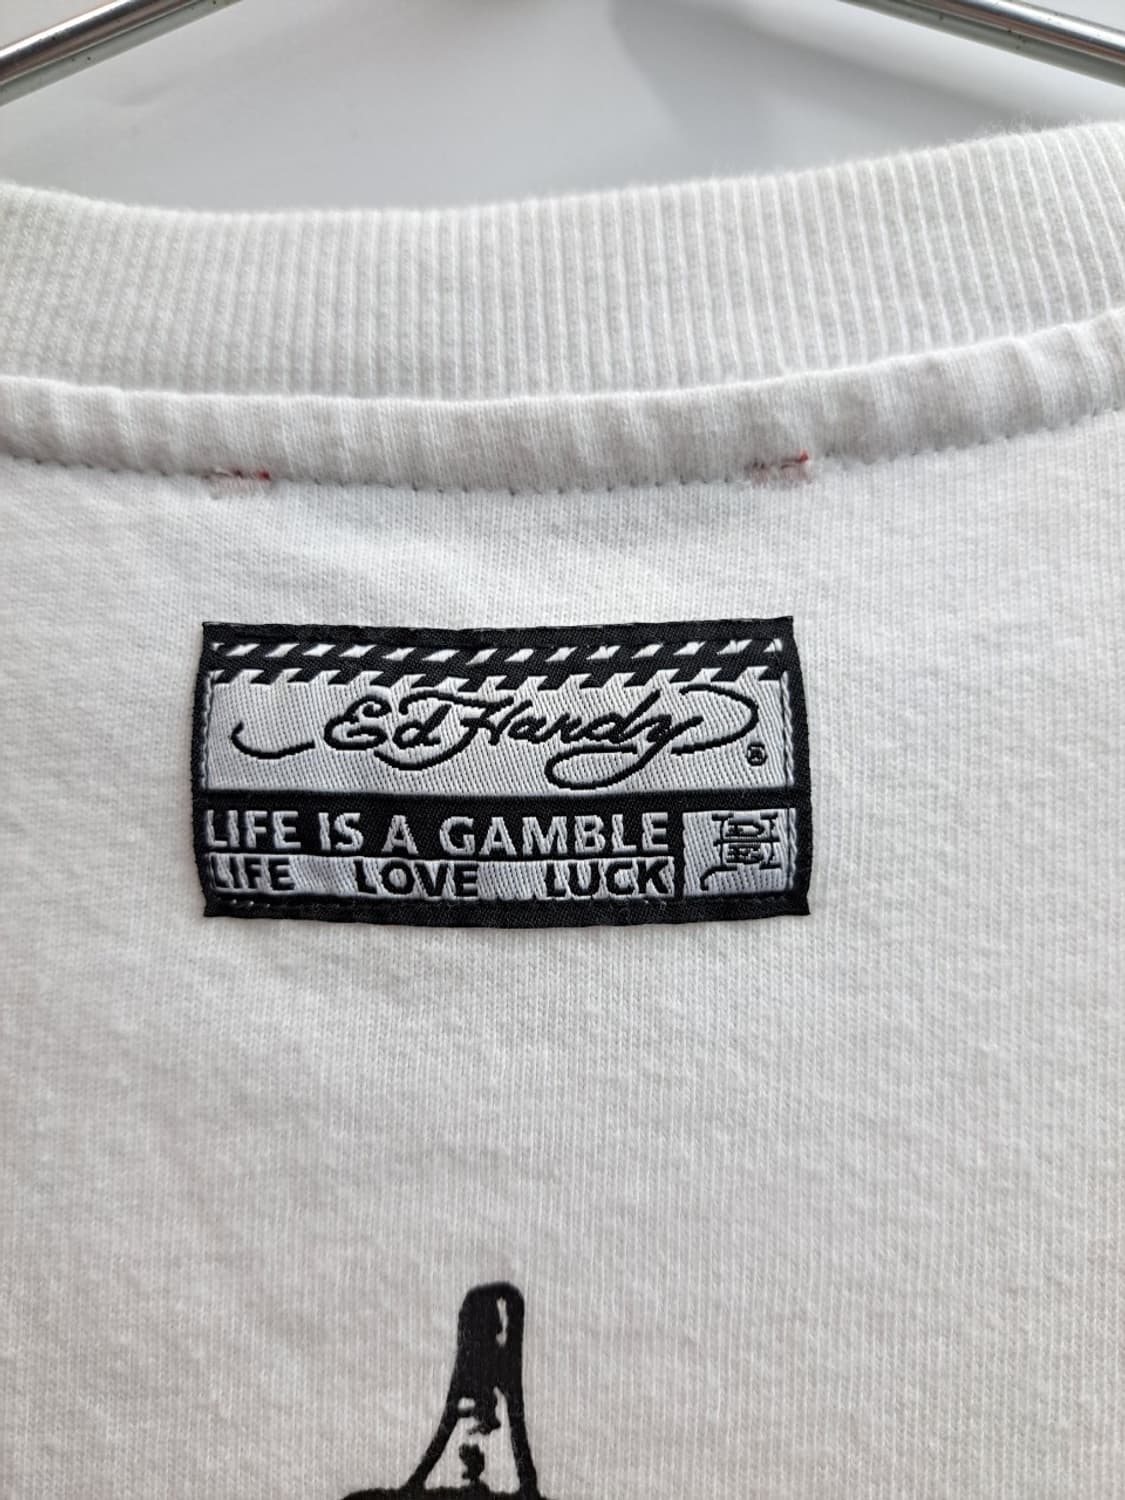 Ed Hardy ®
LIFE IS A GAMBLE
LIFE LOVE LUCK